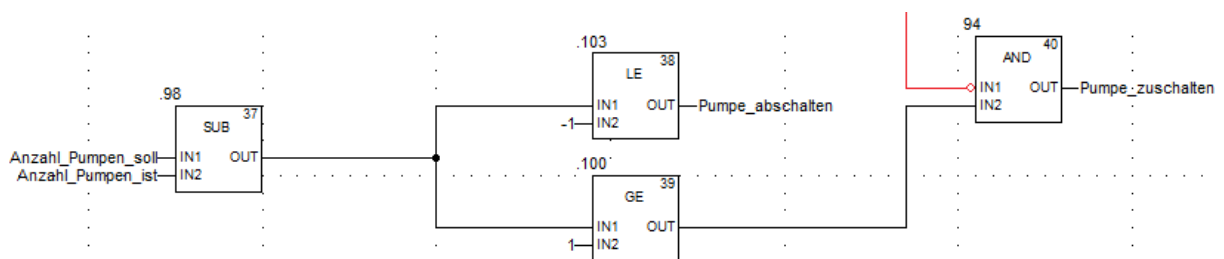 .98
37
SUB
Anzahl_Pumpen_soll IN1 OUT
Anzahl_Pumpen_ist IN2
.103
38
LE
IN1 OUT Pumpe_abschalten
-1 IN2
.100
39
GE
IN1 OUT
1 IN2
94
40
AND
IN1 OUT Pumpe_zuschalten
IN2